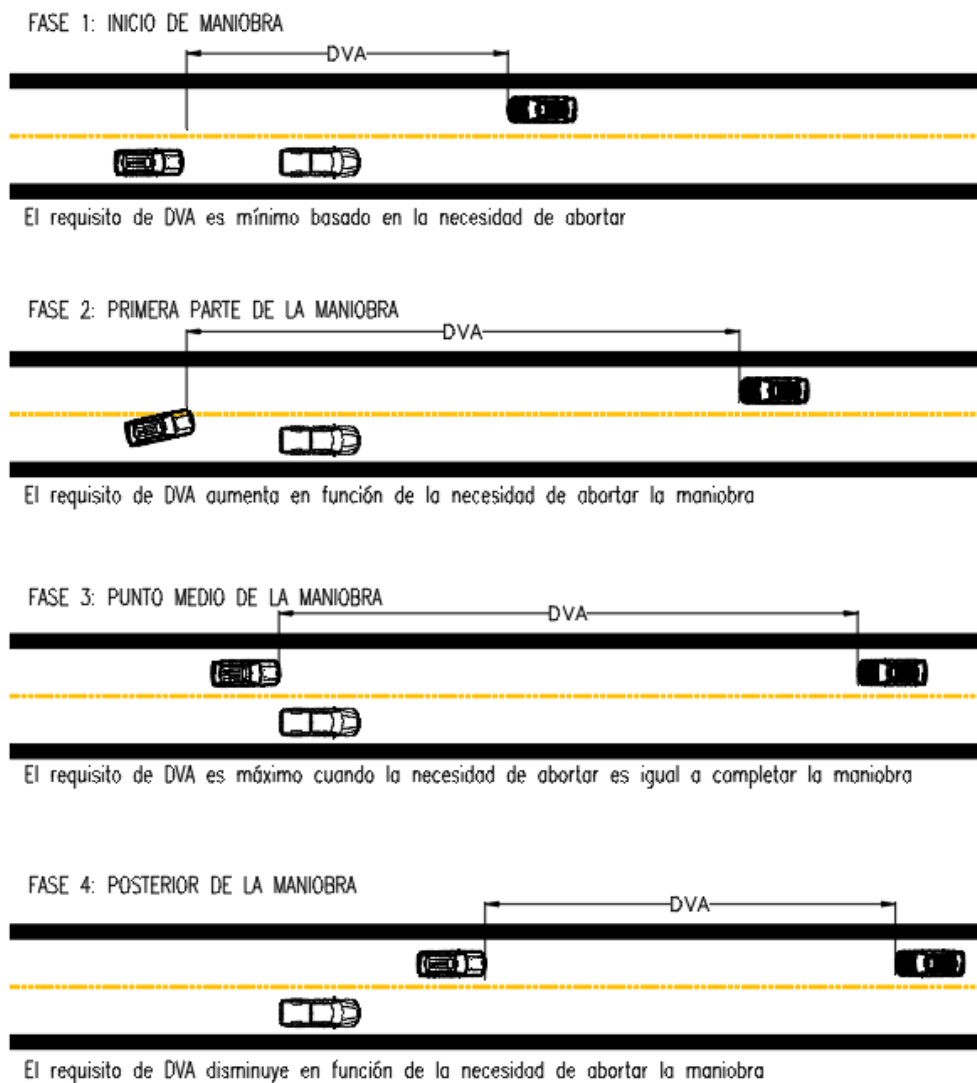 FASE 1: INICIO DE MANIOBRA
DVA
El requisito de DVA es mínimo basado en la necesidad de abortar
FASE 2: PRIMERA PARTE DE LA MANIOBRA
DVA
El requisito de DVA aumenta en función de la necesidad de abortar la maniobra
FASE 3: PUNTO MEDIO DE LA MANIOBRA
DVA
El requisito de DVA es máximo cuando la necesidad de abortar es igual a completar la maniobra
FASE 4: POSTERIOR DE LA MANIOBRA
DVA
El requisito de DVA disminuye en función de la necesidad de abortar la maniobra